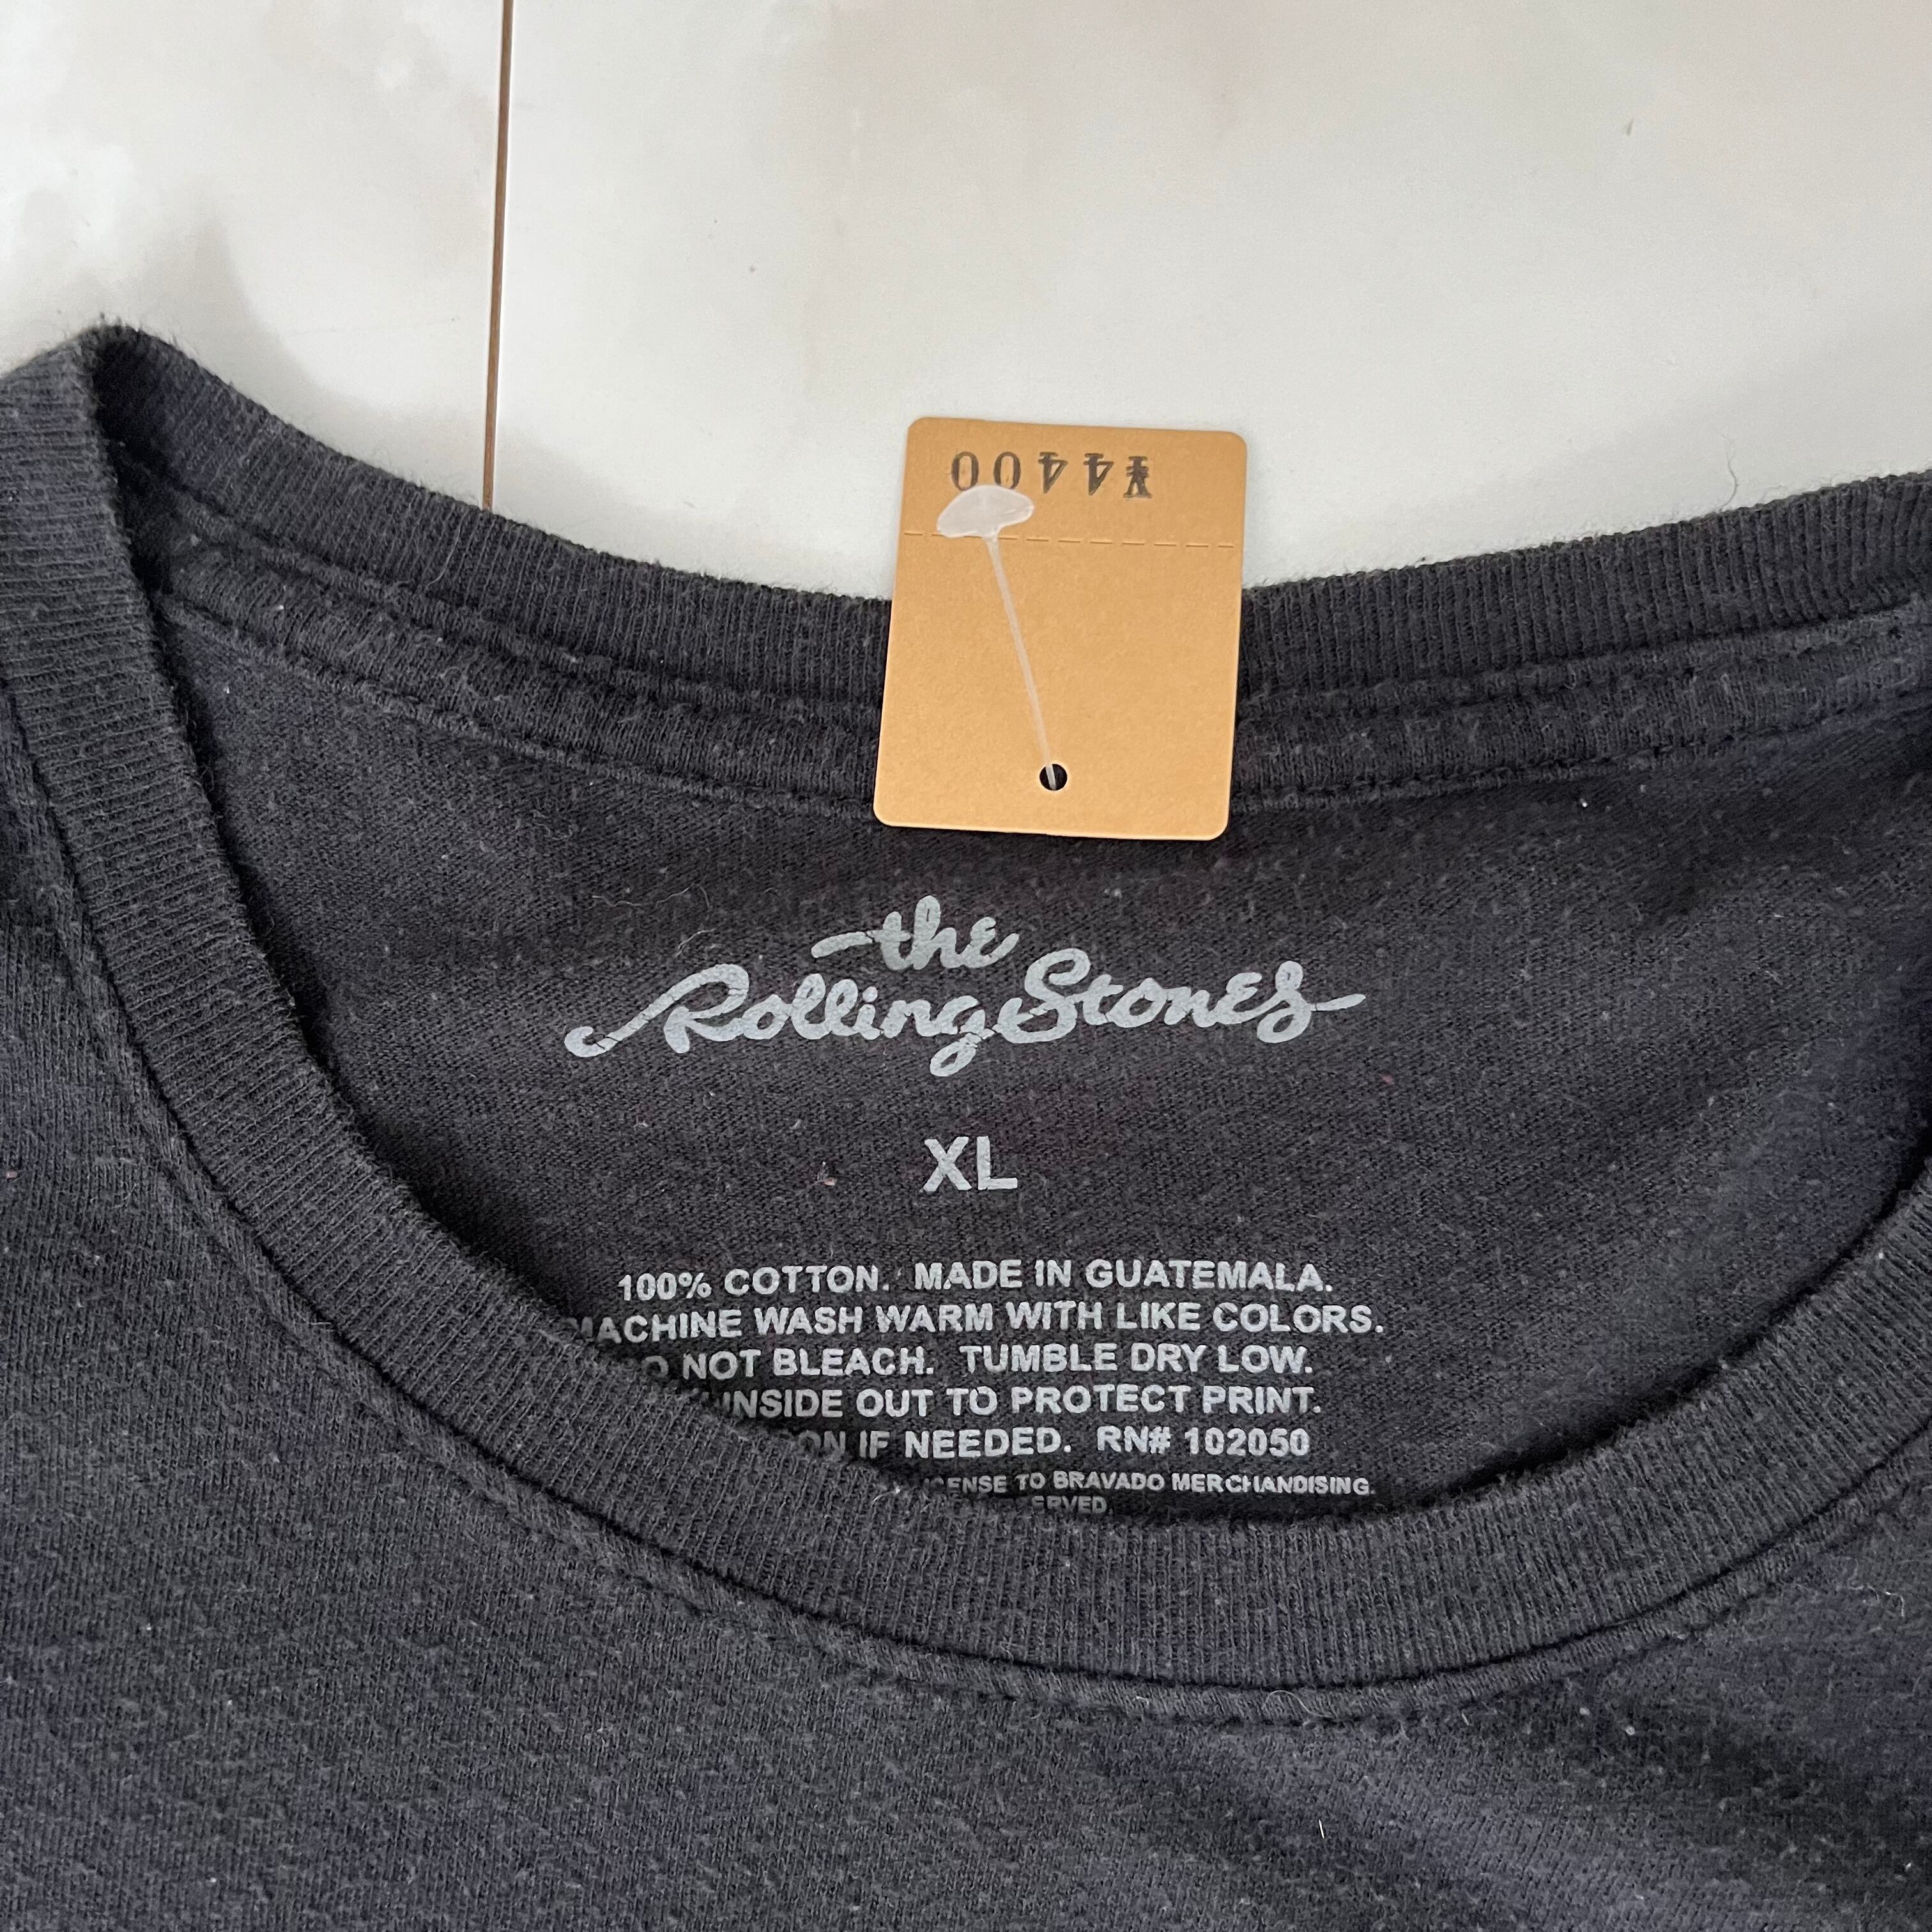 ¥4400
the
Rolling Stones
XL
100% COTTON. MADE IN GUATEMALA.
MACHINE WASH WARM WITH LIKE COLORS.
DO NOT BLEACH. TUMBLE DRY LOW.
INSIDE OUT TO PROTECT PRINT.
IF NEEDED. RN# 102050
TO BRAVADO MERCHANDISING.